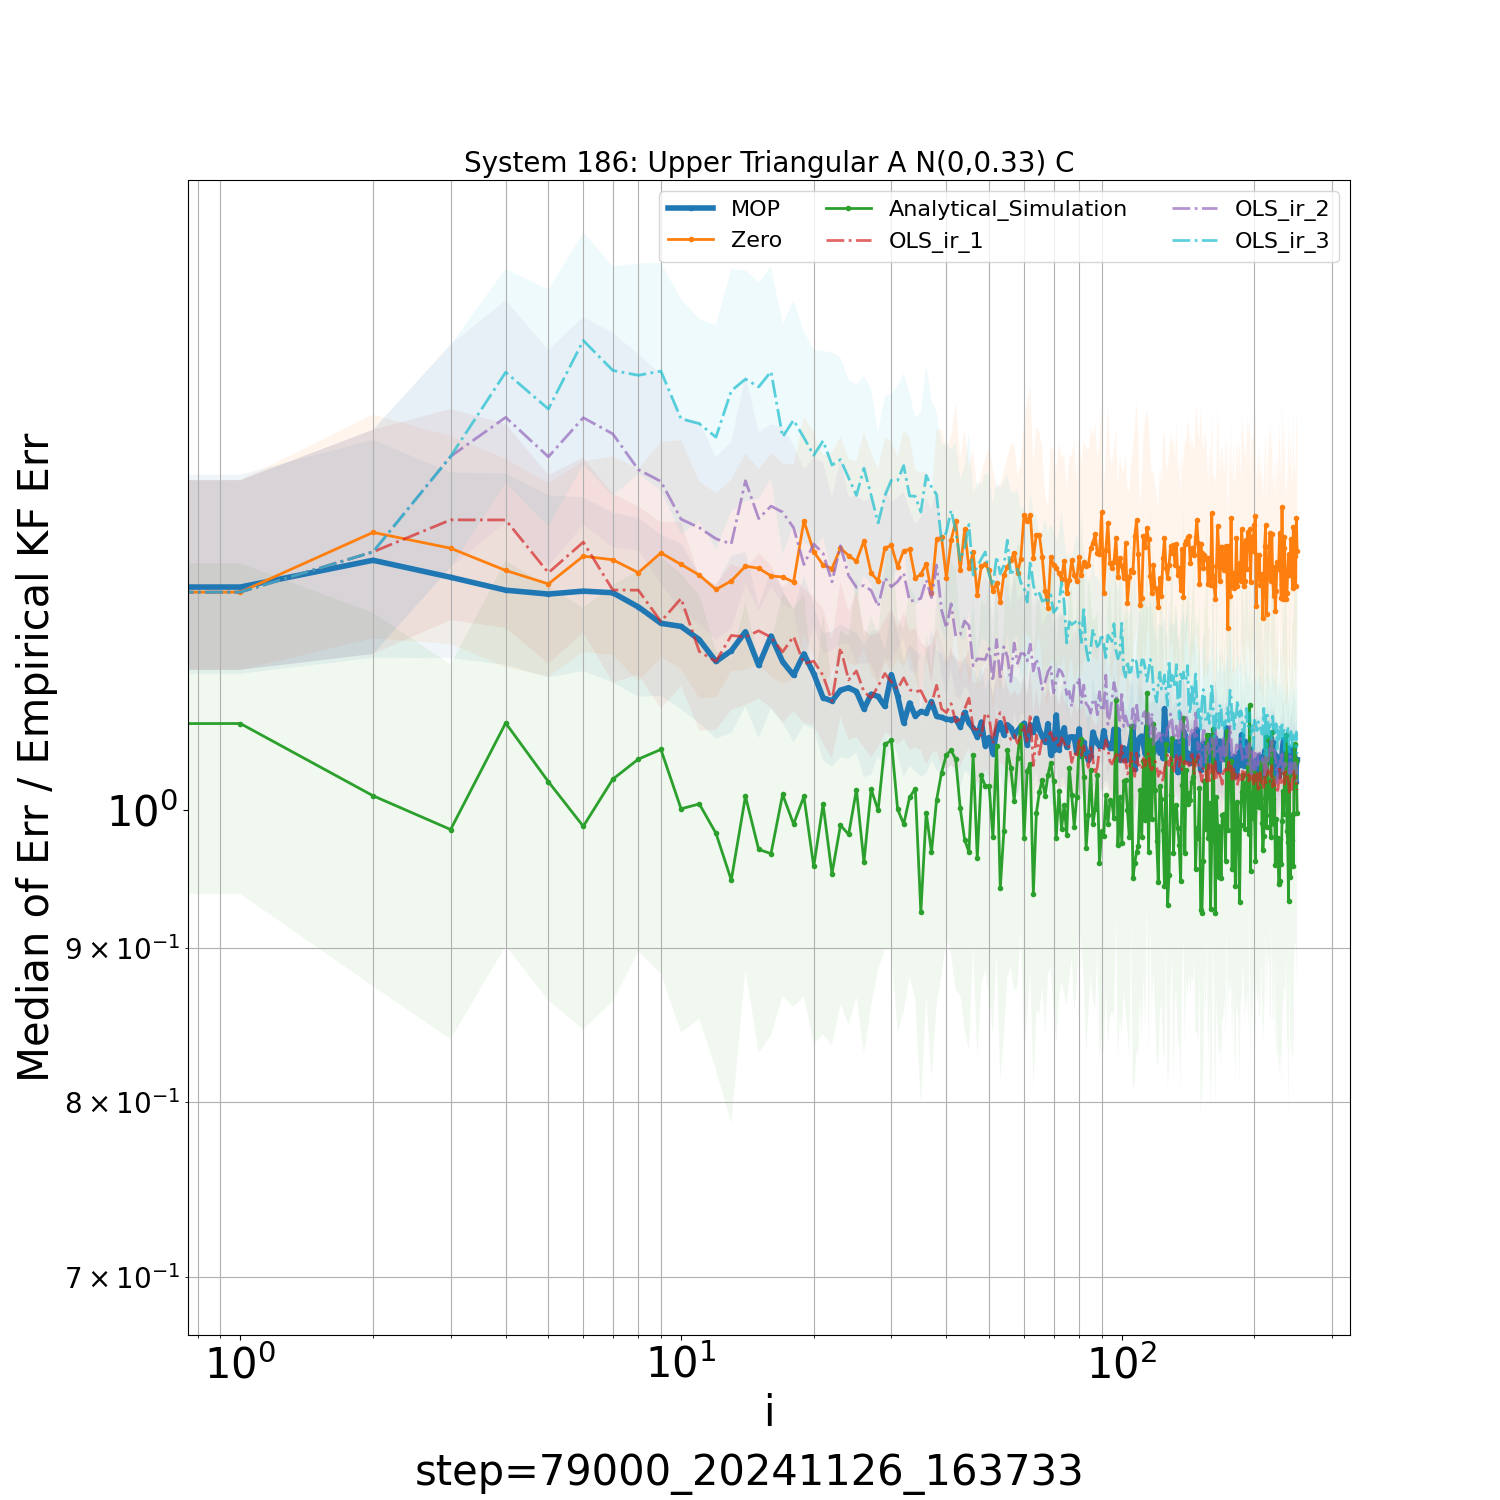 System 186: Upper Triangular A N(0,0.33) C
MOP
Zero
Analytical_Simulation
OLS_ir_1
OLS_ir_2
OLS_ir_3
Median of Err / Empirical KF Err
10⁰
9 × 10⁻¹
8 × 10⁻¹
7 × 10⁻¹
10⁰ 10¹ 10²
i
step=79000_20241126_163733